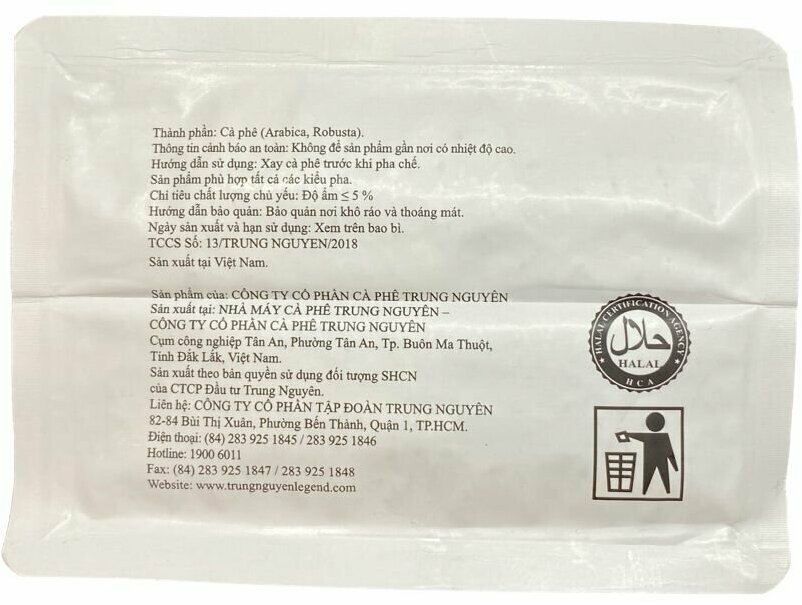 Thành phần: Cà phê (Arabica, Robusta).
Thông tin cảnh báo an toàn: Không để sản phẩm gần nơi có nhiệt độ cao.
Hướng dẫn sử dụng: Xay cà phê trước khi pha chế.
Sản phẩm phù hợp tất cả các kiểu pha.
Chỉ tiêu chất lượng chủ yếu: Độ ẩm ≤ 5 %
Hướng dẫn bảo quản: Bảo quản nơi khô ráo và thoáng mát.
Ngày sản xuất và hạn sử dụng: Xem trên bao bì.
TCCS Số: 13/TRUNG NGUYEN/2018
Sản xuất tại Việt Nam.
Sản phẩm của: CÔNG TY CỔ PHẦN CÀ PHÊ TRUNG NGUYÊN
Sản xuất tại: NHÀ MÁY CÀ PHÊ TRUNG NGUYÊN –
CÔNG TY CỔ PHẦN CÀ PHÊ TRUNG NGUYÊN
Cụm công nghiệp Tân An, Phường Tân An, Tp. Buôn Ma Thuột,
Tỉnh Đắk Lắk, Việt Nam.
Sản xuất theo bản quyền sử dụng đối tượng SHCN
của CTCP Đầu tư Trung Nguyên.
Liên hệ: CÔNG TY CỔ PHẦN TẬP ĐOÀN TRUNG NGUYÊN
82-84 Bùi Thị Xuân, Phường Bến Thành, Quận 1, TP.HCM.
Điện thoại: (84) 283 925 1845 / 283 925 1846
Hotline: 1900 6011
Fax: (84) 283 925 1847 / 283 925 1848
Website: www.trungnguyenlegend.com
HALAL CERTIFICATION AGENCY
حلال
HALAL
HCA